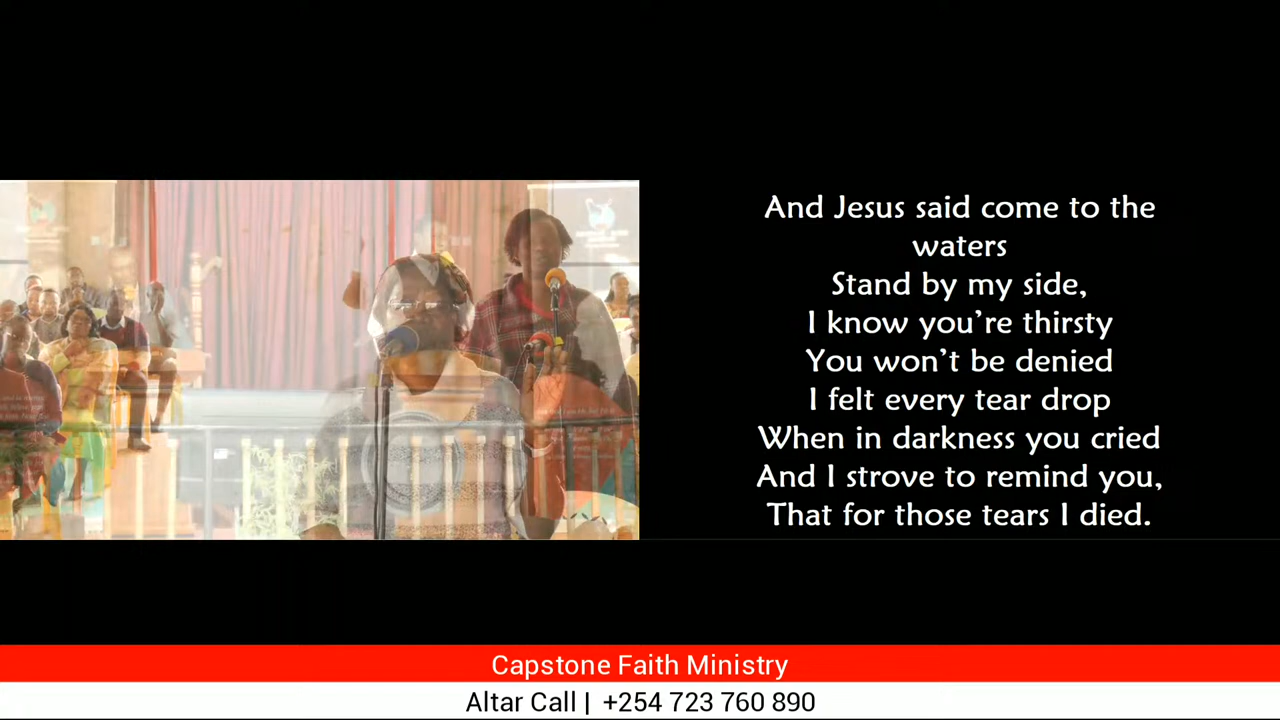 And Jesus said come to the
waters
Stand by my side,
I know you're thirsty
You won't be denied
I felt every tear drop
When in darkness you cried
And I strove to remind you,
That for those tears I died.
Capstone Faith Ministry
Altar Call | +254 723 760 890